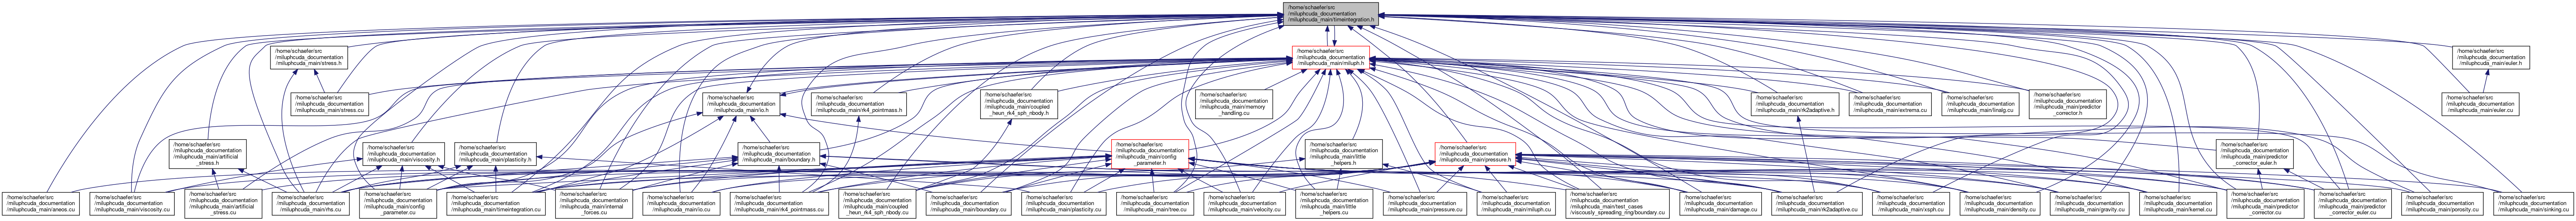 /home/schaefer/src
/miluphcuda_documentation
/miluphcuda_main/timeintegration.h
/home/schaefer/src
/miluphcuda_documentation
/miluphcuda_main/stress.h
/home/schaefer/src
/miluphcuda_documentation
/miluphcuda_main/miluph.h
/home/schaefer/src
/miluphcuda_documentation
/miluphcuda_main/euler.h
/home/schaefer/src
/miluphcuda_documentation
/miluphcuda_main/stress.cu
/home/schaefer/src
/miluphcuda_documentation
/miluphcuda_main/io.h
/home/schaefer/src
/miluphcuda_documentation
/miluphcuda_main/rk4_pointmass.h
/home/schaefer/src
/miluphcuda_documentation
/miluphcuda_main/coupled
_heun_rk4_sph_nbody.h
/home/schaefer/src
/miluphcuda_documentation
/miluphcuda_main/memory
_handling.cu
/home/schaefer/src
/miluphcuda_documentation
/miluphcuda_main/rk2adaptive.h
/home/schaefer/src
/miluphcuda_documentation
/miluphcuda_main/extrema.cu
/home/schaefer/src
/miluphcuda_documentation
/miluphcuda_main/linalg.cu
/home/schaefer/src
/miluphcuda_documentation
/miluphcuda_main/predictor
_corrector.h
/home/schaefer/src
/miluphcuda_documentation
/miluphcuda_main/euler.cu
/home/schaefer/src
/miluphcuda_documentation
/miluphcuda_main/artificial
_stress.h
/home/schaefer/src
/miluphcuda_documentation
/miluphcuda_main/viscosity.h
/home/schaefer/src
/miluphcuda_documentation
/miluphcuda_main/plasticity.h
/home/schaefer/src
/miluphcuda_documentation
/miluphcuda_main/boundary.h
/home/schaefer/src
/miluphcuda_documentation
/miluphcuda_main/config
_parameter.h
/home/schaefer/src
/miluphcuda_documentation
/miluphcuda_main/little
_helpers.h
/home/schaefer/src
/miluphcuda_documentation
/miluphcuda_main/pressure.h
/home/schaefer/src
/miluphcuda_documentation
/miluphcuda_main/predictor
_corrector_euler.h
/home/schaefer/src
/miluphcuda_documentation
/miluphcuda_main/aneos.cu
/home/schaefer/src
/miluphcuda_documentation
/miluphcuda_main/viscosity.cu
/home/schaefer/src
/miluphcuda_documentation
/miluphcuda_main/artificial
_stress.cu
/home/schaefer/src
/miluphcuda_documentation
/miluphcuda_main/rhs.cu
/home/schaefer/src
/miluphcuda_documentation
/miluphcuda_main/config
_parameter.cu
/home/schaefer/src
/miluphcuda_documentation
/miluphcuda_main/timeintegration.cu
/home/schaefer/src
/miluphcuda_documentation
/miluphcuda_main/internal
_forces.cu
/home/schaefer/src
/miluphcuda_documentation
/miluphcuda_main/io.cu
/home/schaefer/src
/miluphcuda_documentation
/miluphcuda_main/rk4_pointmass.cu
/home/schaefer/src
/miluphcuda_documentation
/miluphcuda_main/coupled
_heun_rk4_sph_nbody.cu
/home/schaefer/src
/miluphcuda_documentation
/miluphcuda_main/boundary.cu
/home/schaefer/src
/miluphcuda_documentation
/miluphcuda_main/plasticity.cu
/home/schaefer/src
/miluphcuda_documentation
/miluphcuda_main/tree.cu
/home/schaefer/src
/miluphcuda_documentation
/miluphcuda_main/velocity.cu
/home/schaefer/src
/miluphcuda_documentation
/miluphcuda_main/little
_helpers.cu
/home/schaefer/src
/miluphcuda_documentation
/miluphcuda_main/pressure.cu
/home/schaefer/src
/miluphcuda_documentation
/miluphcuda_main/miluph.cu
/home/schaefer/src
/miluphcuda_documentation
/miluphcuda_main/test_cases
/viscously_spreading_ring/boundary.cu
/home/schaefer/src
/miluphcuda_documentation
/miluphcuda_main/damage.cu
/home/schaefer/src
/miluphcuda_documentation
/miluphcuda_main/rk2adaptive.cu
/home/schaefer/src
/miluphcuda_documentation
/miluphcuda_main/xsph.cu
/home/schaefer/src
/miluphcuda_documentation
/miluphcuda_main/density.cu
/home/schaefer/src
/miluphcuda_documentation
/miluphcuda_main/gravity.cu
/home/schaefer/src
/miluphcuda_documentation
/miluphcuda_main/kernel.cu
/home/schaefer/src
/miluphcuda_documentation
/miluphcuda_main/predictor
_corrector.cu
/home/schaefer/src
/miluphcuda_documentation
/miluphcuda_main/predictor
_corrector_euler.cu
/home/schaefer/src
/miluphcuda_documentation
/miluphcuda_main/porosity.cu
/home/schaefer/src
/miluphcuda_documentation
/miluphcuda_main/sinking.cu